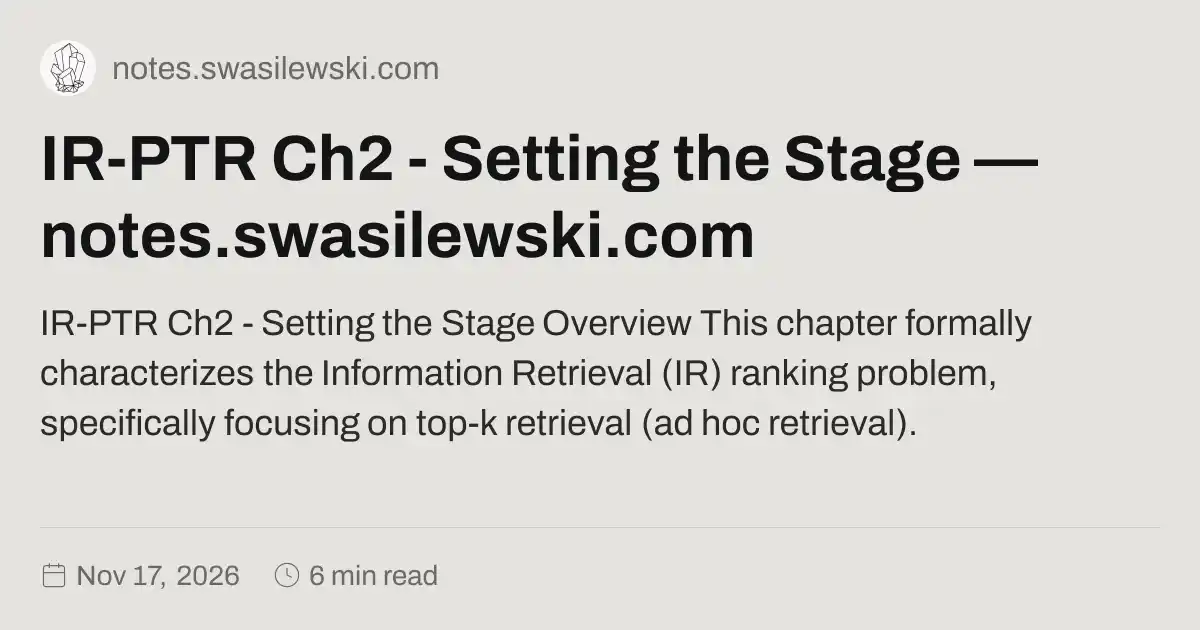 notes.swasilewski.com
IR-PTR Ch2 - Setting the Stage —
notes.swasilewski.com
IR-PTR Ch2 - Setting the Stage Overview This chapter formally
characterizes the Information Retrieval (IR) ranking problem,
specifically focusing on top-k retrieval (ad hoc retrieval).
Nov 17, 2026 6 min read